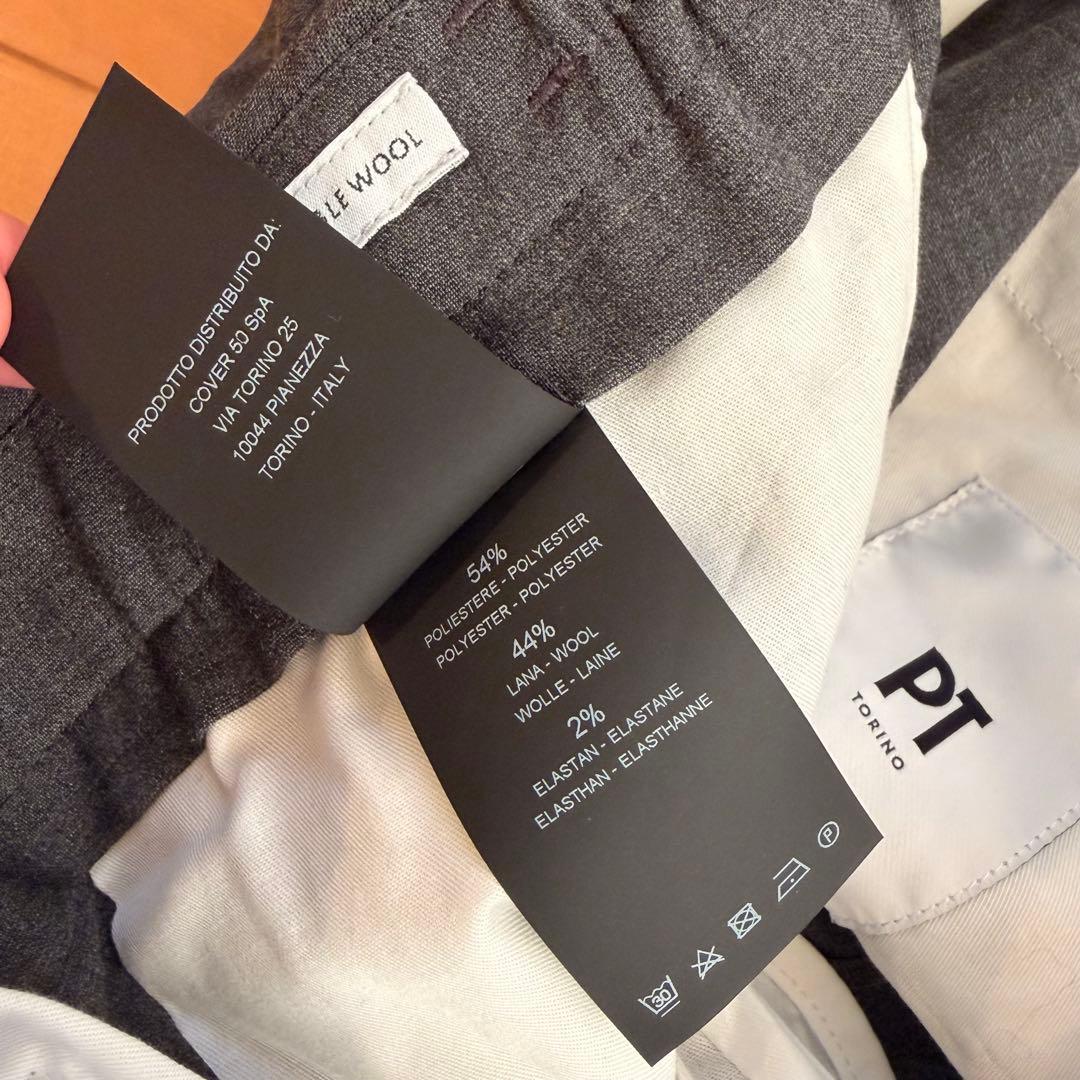 WOOL
PRODOTTO DISTRIBUITO DA:
COVER 50 SpA
VIA TORINO 25
10044 PIANEZZA
TORINO - ITALY
54%
POLIESTERE - POLYESTER
POLYESTER - POLYESTER
44%
LANA - WOOL
WOLLE - LAINE
2%
ELASTAN - ELASTANE
ELASTHAN - ELASTHANNE
30
P
PT
TORINO